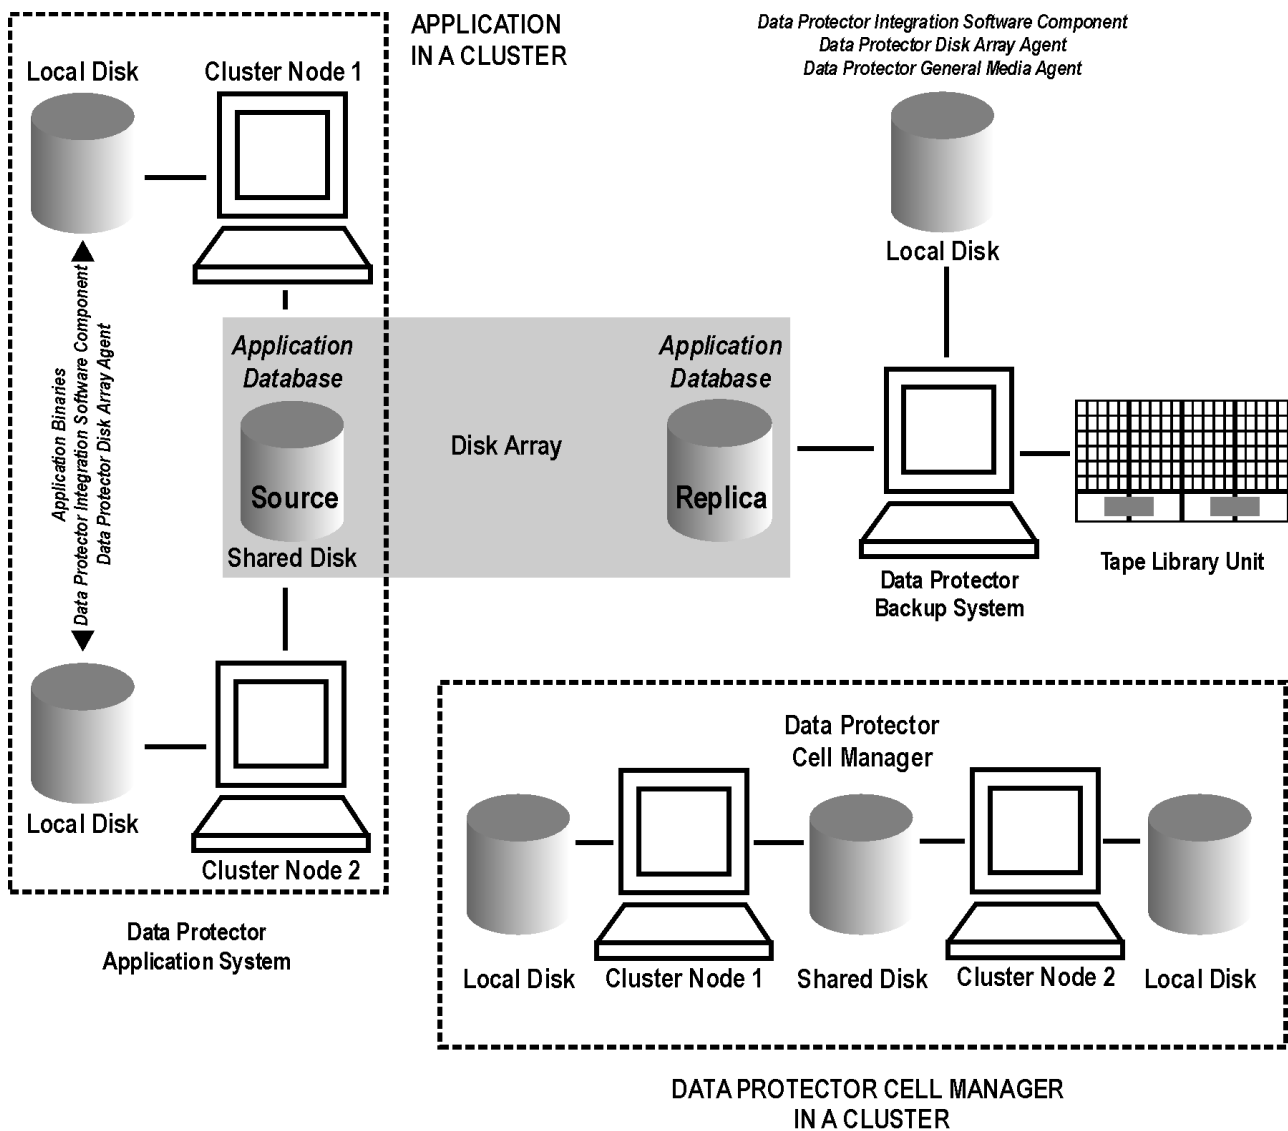 APPLICATION
IN A CLUSTER
Data Protector Integration Software Component
Data Protector Disk Array Agent
Data Protector General Media Agent
Local Disk
Cluster Node 1
Local Disk
Application Binaries
Data Protector Integration Software Component
Data Protector Disk Array Agent
Application
Database
Source
Shared Disk
Disk Array
Application
Database
Replica
Data Protector
Backup System
Tape Library Unit
Local Disk
Cluster Node 2
Data Protector
Application System
Data Protector
Cell Manager
Local Disk
Cluster Node 1
Shared Disk
Cluster Node 2
Local Disk
DATA PROTECTOR CELL MANAGER
IN A CLUSTER